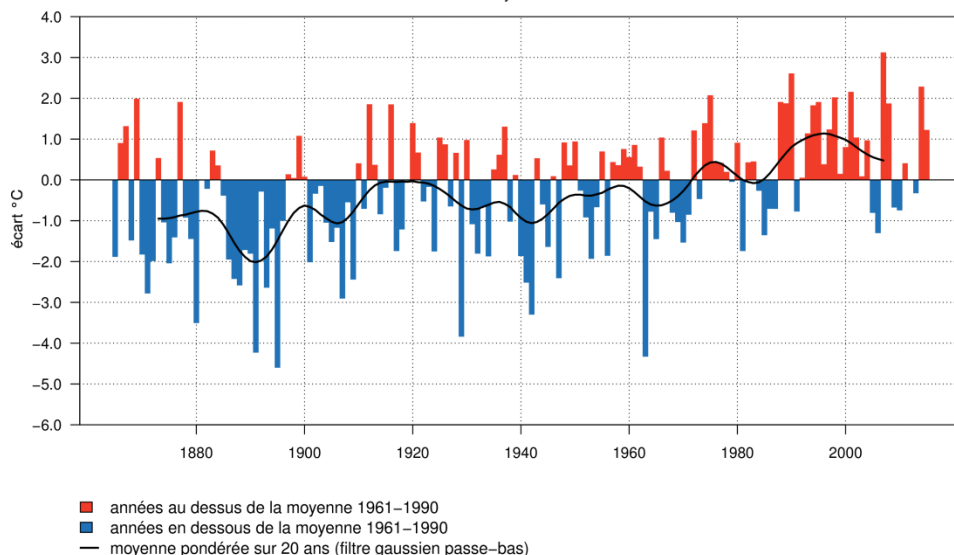 4.0
3.0
2.0
1.0
0.0
−1.0
−2.0
−3.0
−4.0
−5.0
−6.0
écart °C
1880 1900 1920 1940 1960 1980 2000
années au dessus de la moyenne 1961−1990
années en dessous de la moyenne 1961−1990
moyenne pondérée sur 20 ans (filtre gaussien passe−bas)